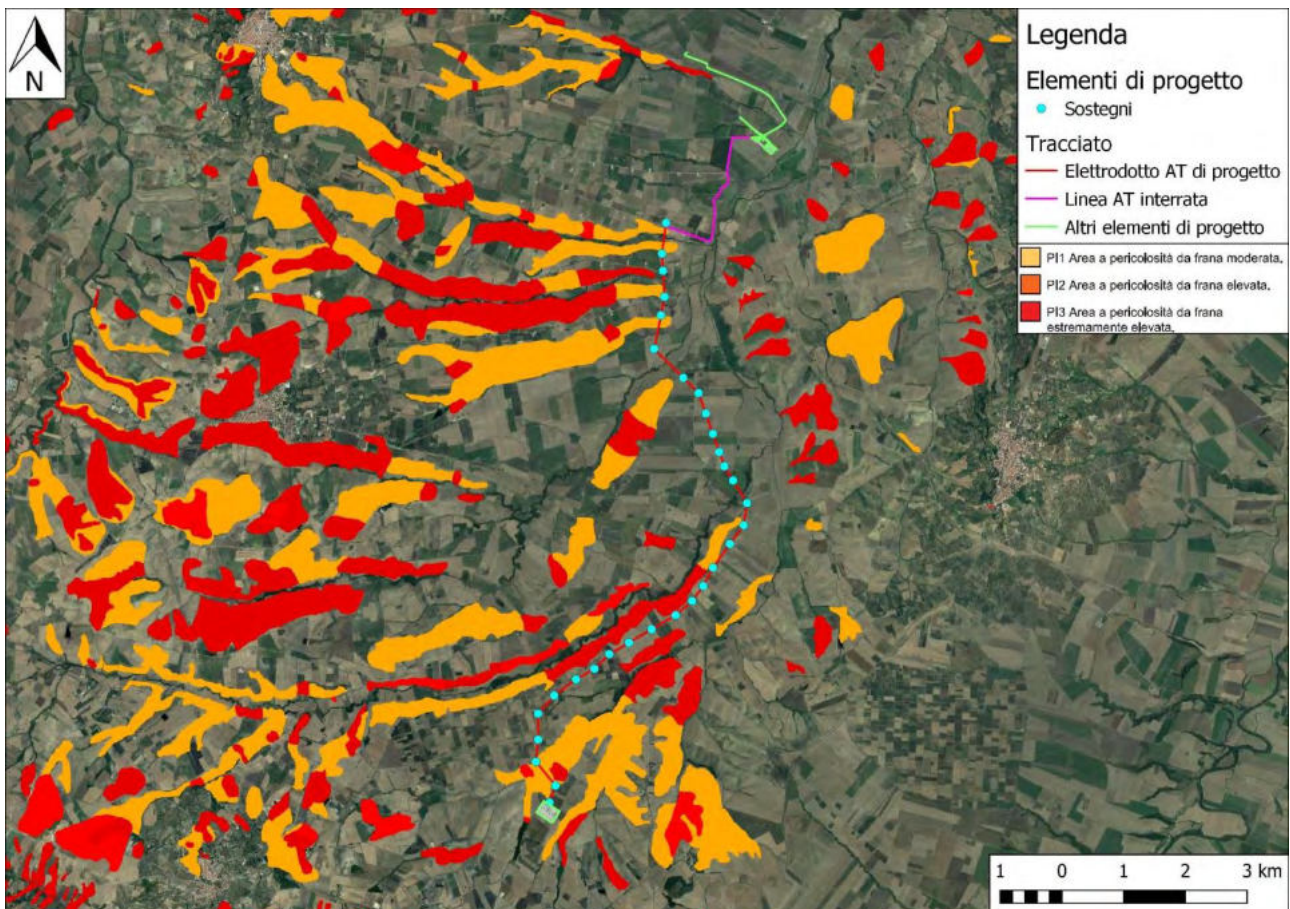 N
Legenda
Elementi di progetto
Sostegni
Tracciato
Elettrodotto AT di progetto
Linea AT interrata
Altri elementi di progetto
PI1 Area a pericolosità da frana moderata.
PI2 Area a pericolosità da frana elevata.
PI3 Area a pericolosità da frana
estremamente elevata.
1 0 1 2 3 km